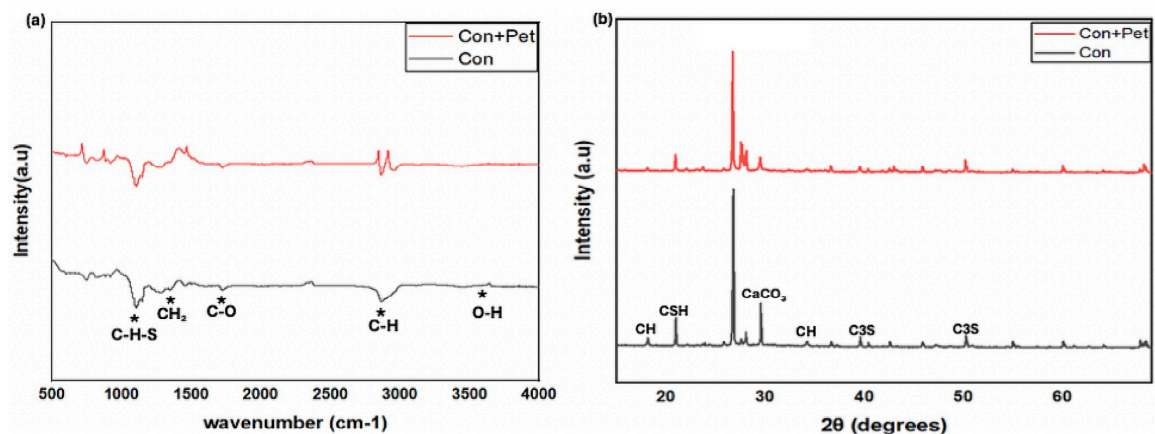 (a)
Con+Pet
Con
Intensity(a.u)
* * * * *
C-H-S
CH₂
C-O
C-H
O-H
500 1000 1500 2000 2500 3000 3500 4000
wavenumber (cm-1)
(b)
Con+Pet
Con
Intensity (a.u)
CH
CSH
CaCO₃
CH
C3S
C3S
20 30 40 50 60
2θ (degrees)